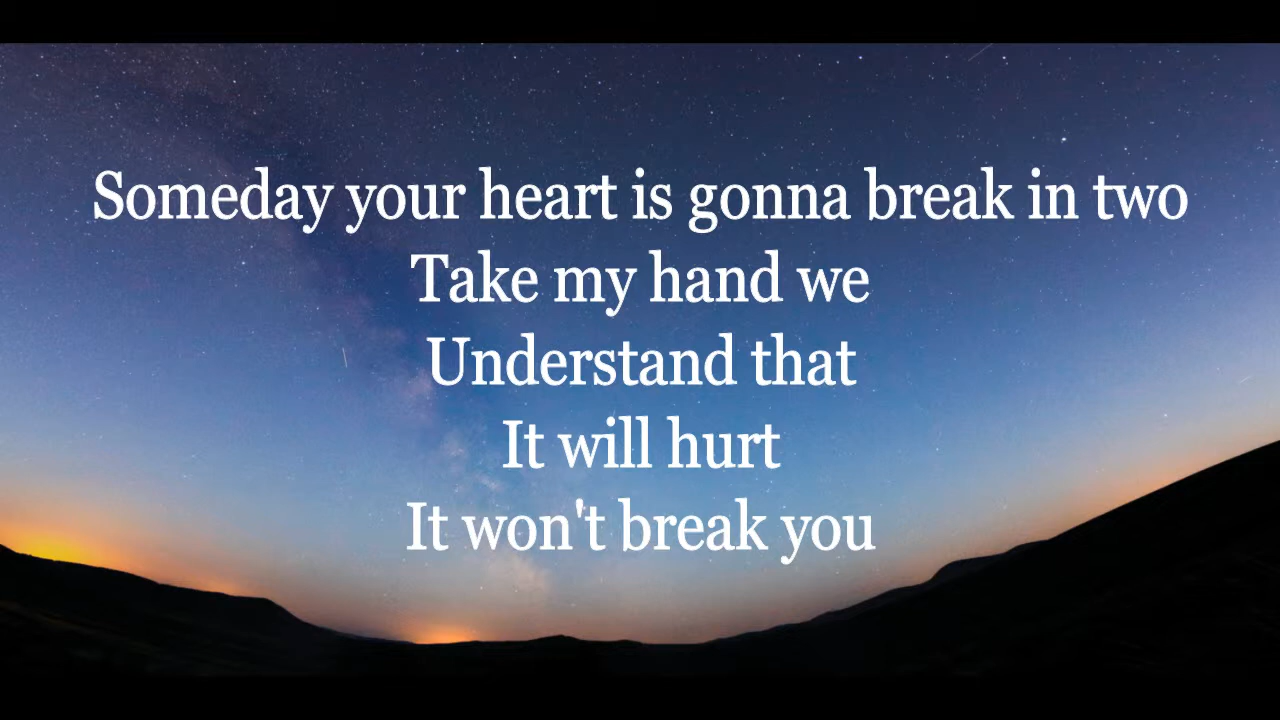 Someday your heart is gonna break in two
Take my hand we
Understand that
It will hurt
It won't break you